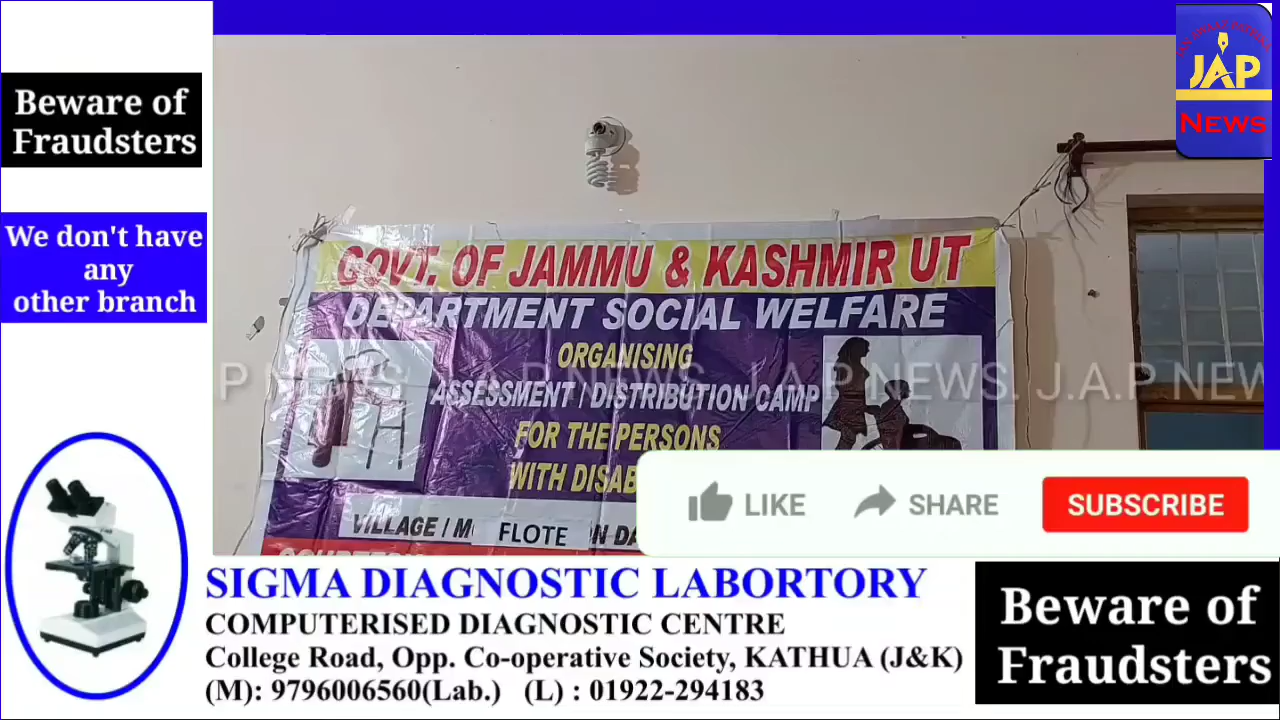 Beware of
Fraudsters
We don't have
any
other branch
JAP
NEWS
GOVT. OF JAMMU & KASHMIR UT
DEPARTMENT SOCIAL WELFARE
ORGANISING
ASSESSMENT / DISTRIBUTION CAMP
FOR THE PERSONS
WITH DISAB
VILLAGE / M
FLOTE
P NEWS. J.A.P NEWS. J.A.P NEWS. J.A.P NEW
LIKE
SHARE
SUBSCRIBE
SIGMA DIAGNOSTIC LABORTORY
COMPUTERISED DIAGNOSTIC CENTRE
College Road, Opp. Co-operative Society, KATHUA (J&K)
(M): 9796006560(Lab.) (L) : 01922-294183
Beware of
Fraudsters